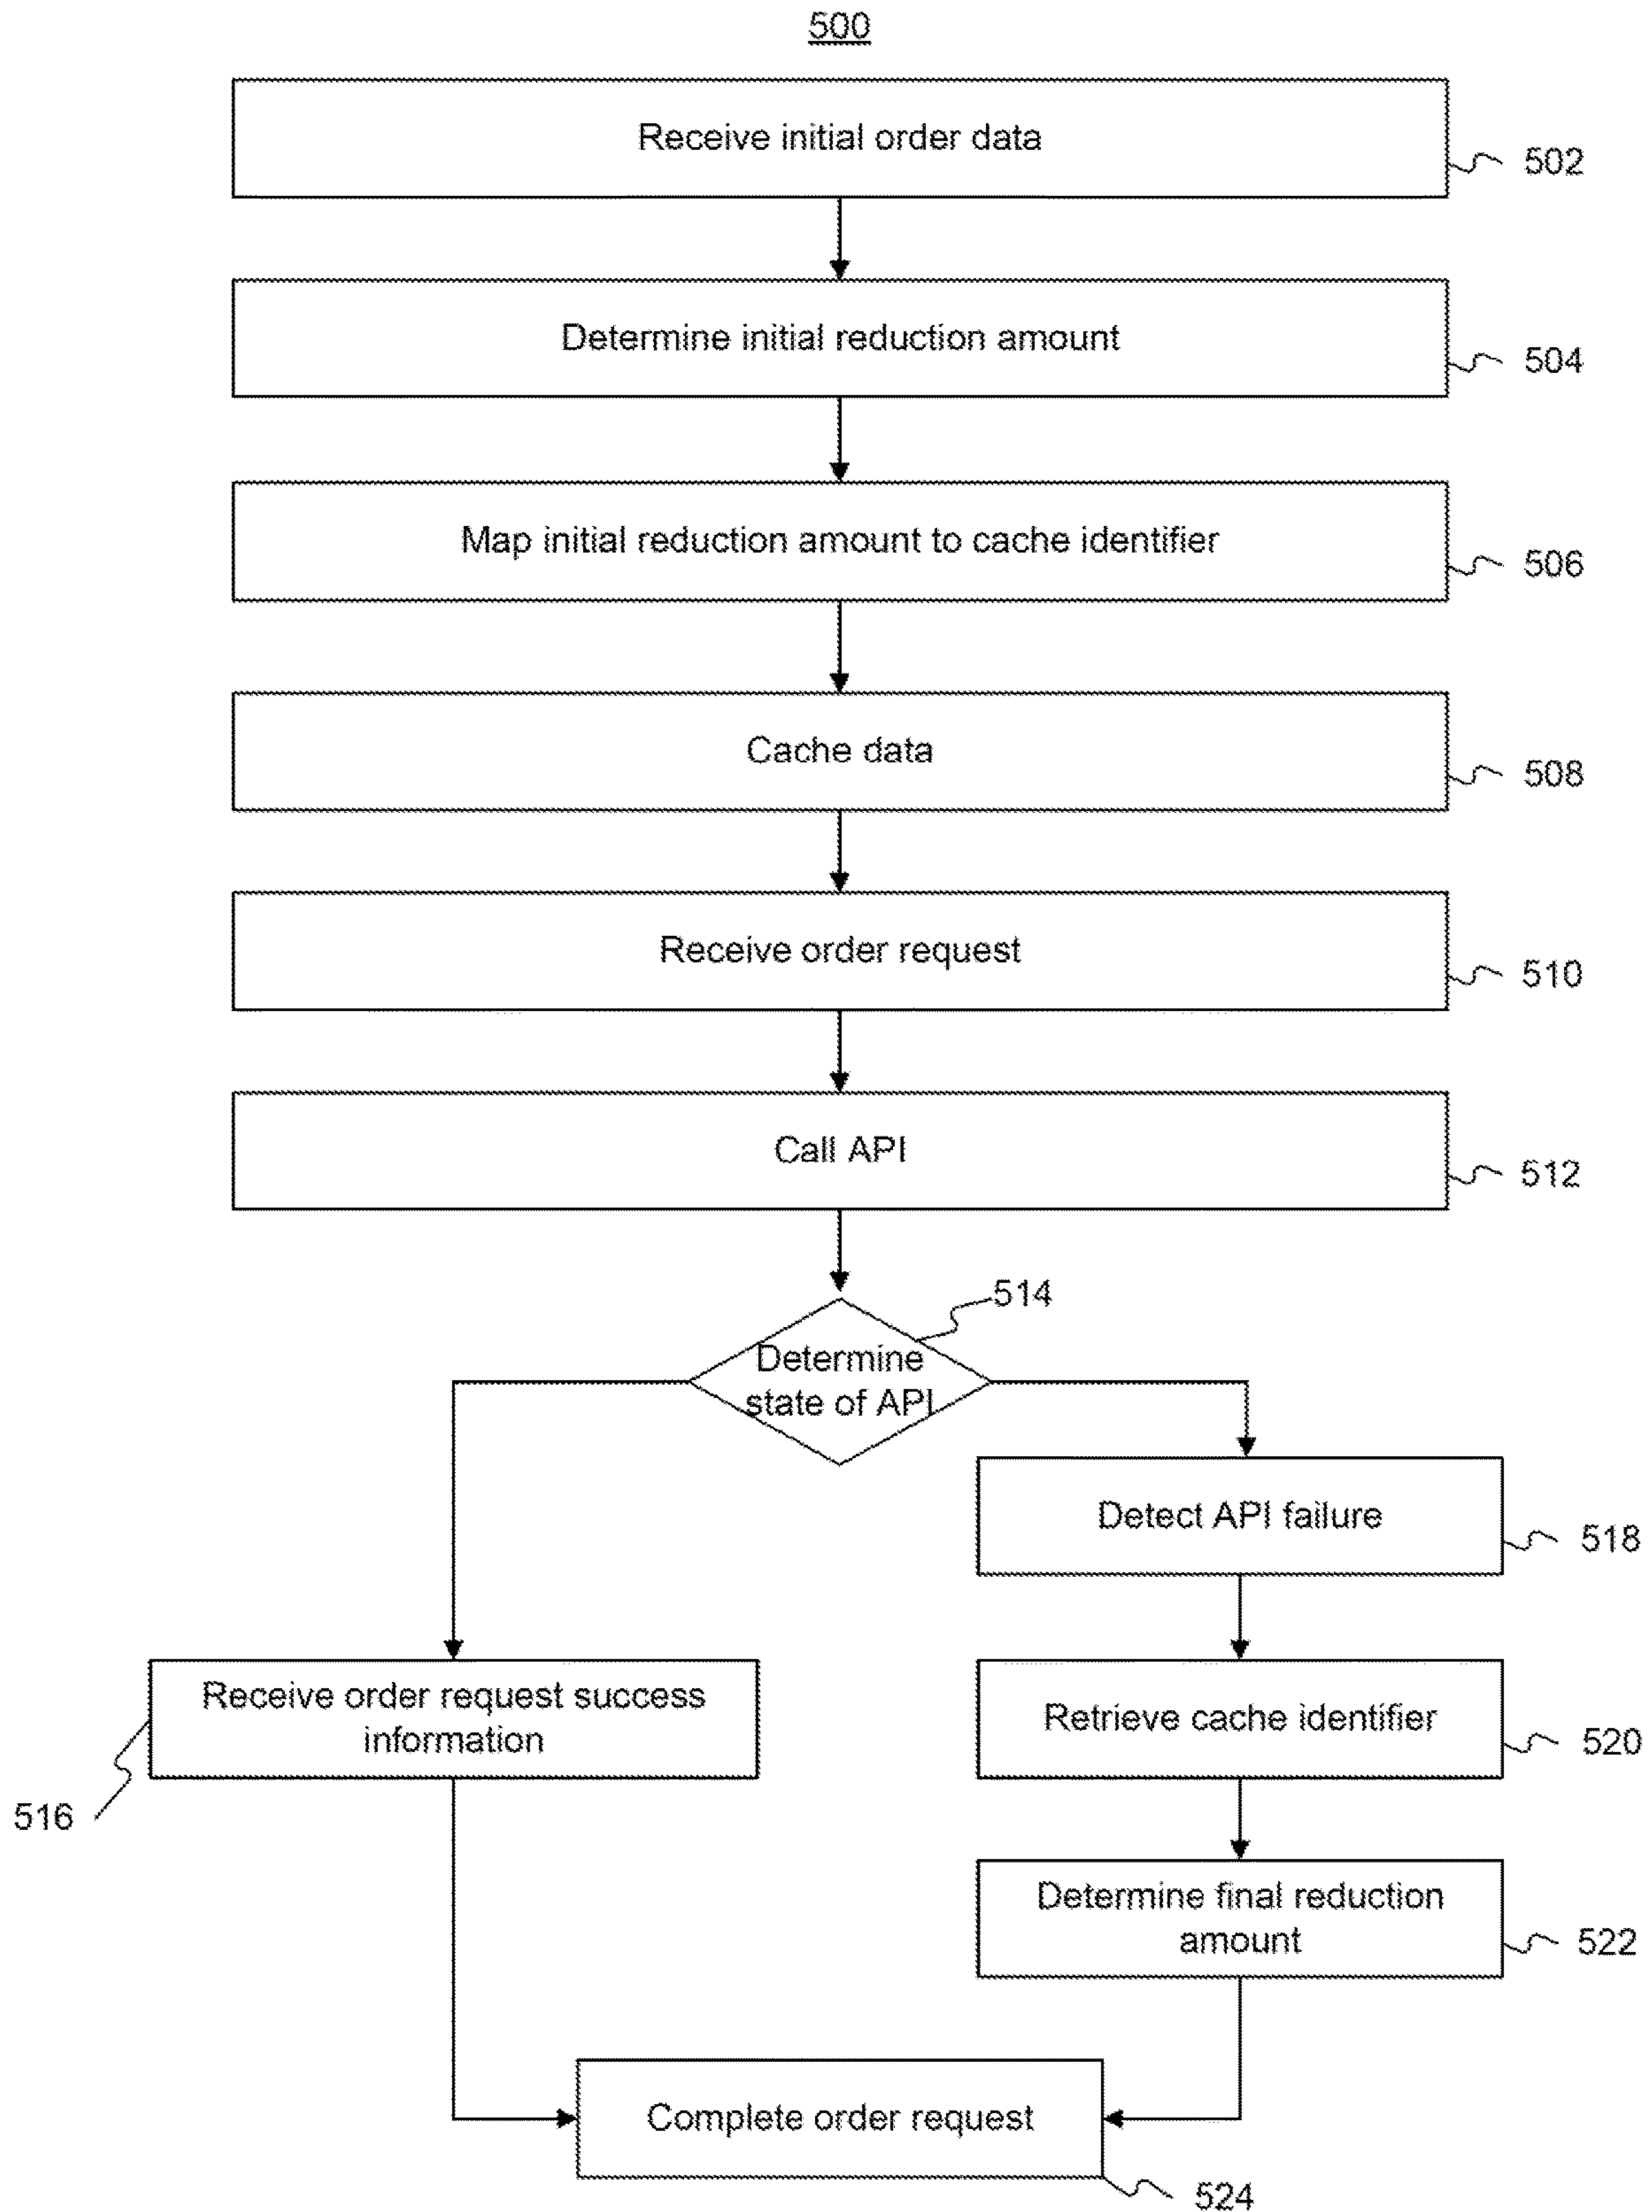 500
Receive initial order data
502
Determine initial reduction amount
504
Map initial reduction amount to cache identifier
506
Cache data
508
Receive order request
510
Call API
512
514
Determine
state of API
Detect API failure
518
Receive order request success
information
516
Retrieve cache identifier
520
Determine final reduction
amount
522
Complete order request
524